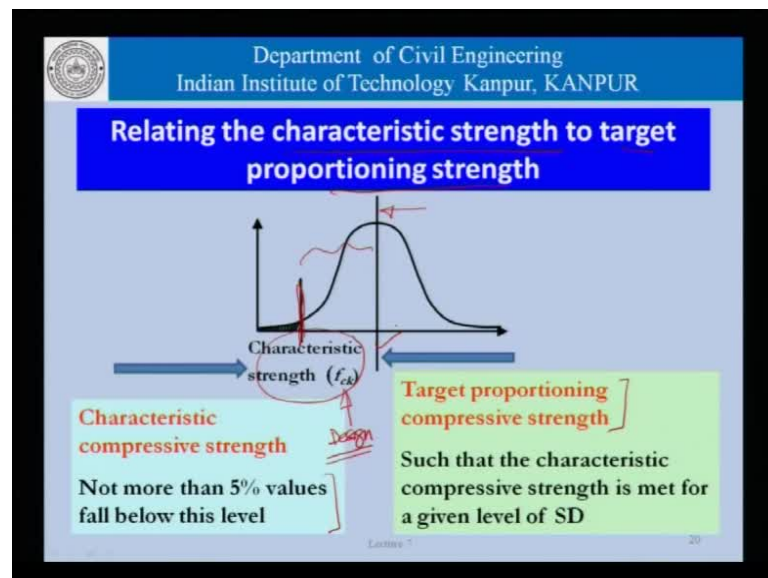 Department of Civil Engineering
Indian Institute of Technology Kanpur, KANPUR
Relating the characteristic strength to target
proportioning strength
Characteristic
strength (fck)
Design
Characteristic
compressive strength
Not more than 5% values
fall below this level
Target proportioning
compressive strength
Such that the characteristic
compressive strength is met for
a given level of SD
Lecture 7
20